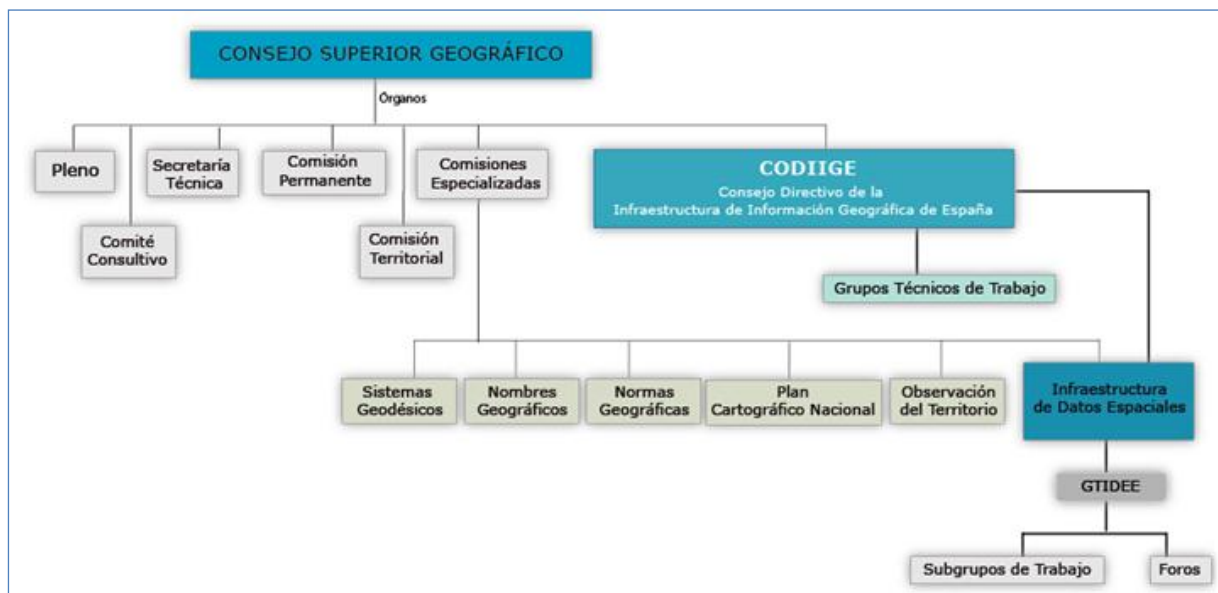 CONSEJO SUPERIOR GEOGRÁFICO
Órganos
Pleno
Secretaría
Técnica
Comisión
Permanente
Comisiones
Especializadas
CODIIGE
Consejo Directivo de la
Infraestructura de Información Geográfica de España
Comité
Consultivo
Comisión
Territorial
Grupos Técnicos de Trabajo
Sistemas
Geodésicos
Nombres
Geográficos
Normas
Geográficas
Plan
Cartográfico Nacional
Observación
del Territorio
Infraestructura
de Datos Espaciales
GTIDEE
Subgrupos de Trabajo
Foros